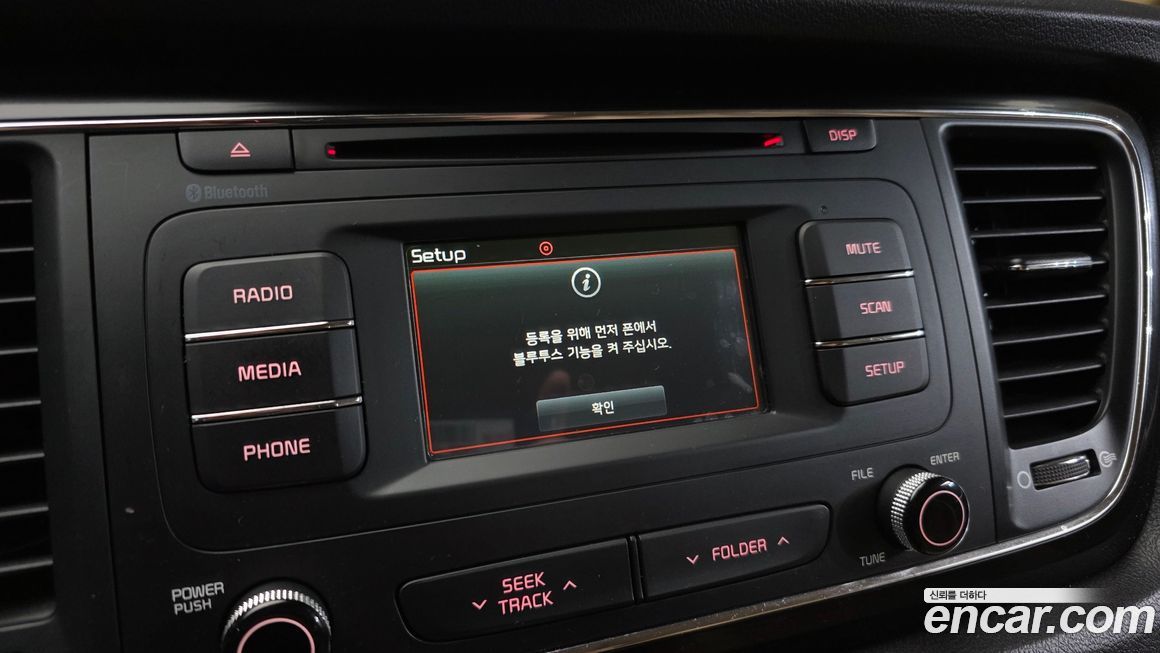 DISP
Bluetooth
Setup
RADIO
MEDIA
PHONE
등록을 위해 먼저 폰에서
블루투스 기능을 켜 주십시오.
확인
MUTE
SCAN
SETUP
FILE
ENTER
TUNE
FOLDER
SEEK
TRACK
POWER
PUSH
신뢰를 더하다
encar.com